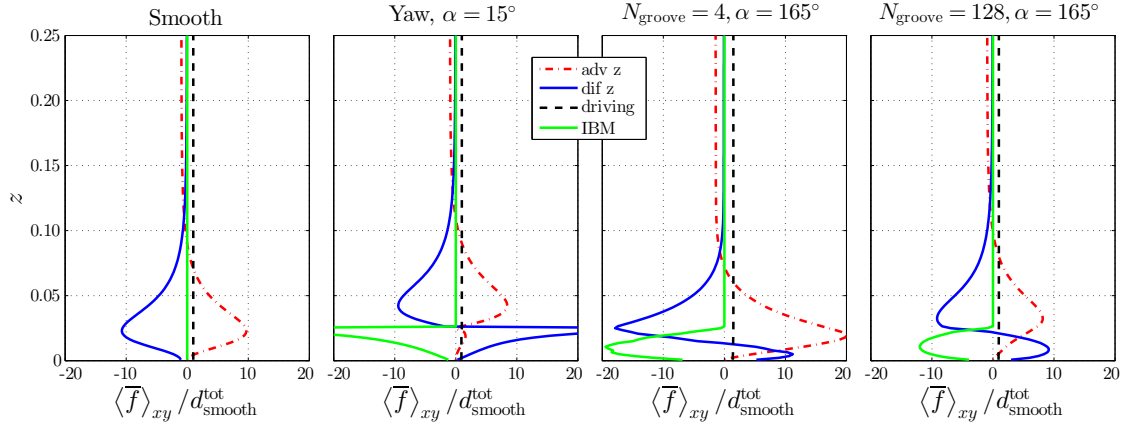 Smooth
Yaw, α = 15°
N_groove = 4, α = 165°
N_groove = 128, α = 165°
z
0.25
0.20
0.15
0.10
0.05
0
adv z
dif z
driving
IBM
-20 -10 0 10 20
-20 -10 0 10 20
-20 -10 0 10 20
-20 -10 0 10 20
⟨f̅⟩_xy / d^tot_smooth
⟨f̅⟩_xy / d^tot_smooth
⟨f̅⟩_xy / d^tot_smooth
⟨f̅⟩_xy / d^tot_smooth